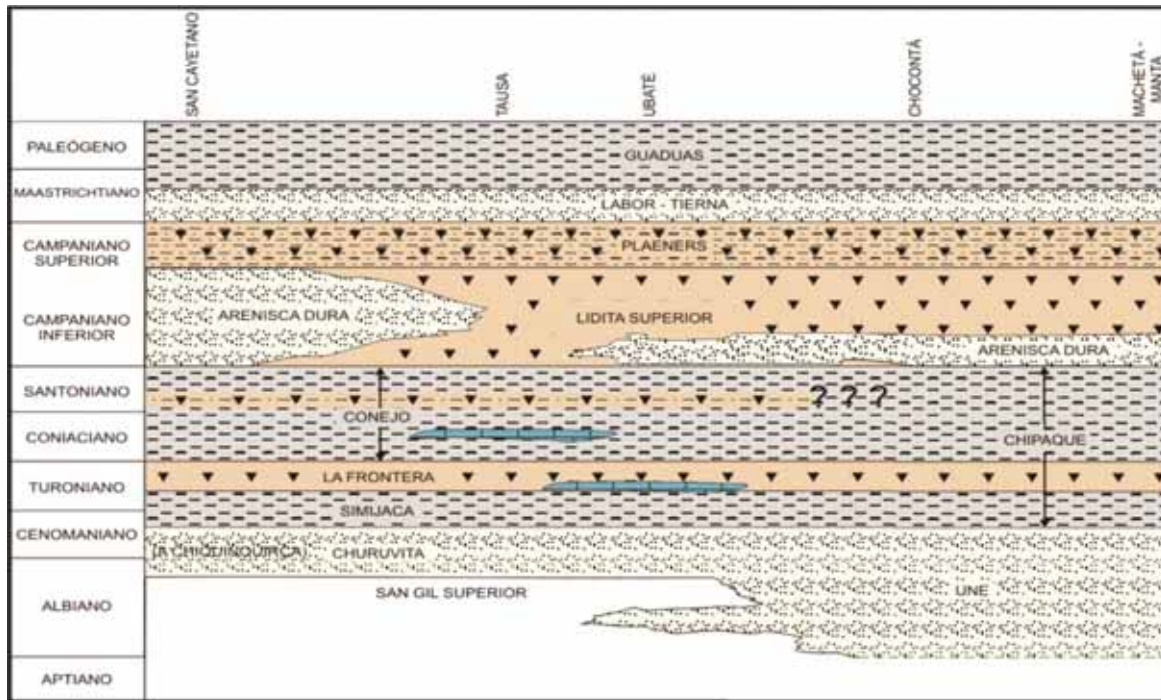 SAN CAYETANO
TAUSA
UBATÉ
CHOCONTÁ
MACHETÁ -
MANTA
PALEÓGENO
GUADUAS
MAASTRICHTIANO
LABOR - TIERNA
CAMPANIANO
SUPERIOR
PLAENERS
CAMPANIANO
INFERIOR
ARENISCA DURA
LIDITA SUPERIOR
ARENISCA DURA
SANTONIANO
? ? ?
CONEJO
CONIACIANO
CHIPAQUE
TURONIANO
LA FRONTERA
SIMIJACA
CENOMANIANO
CHURUVITA
SAN GIL SUPERIOR
UNE
ALBIANO
APTIANO